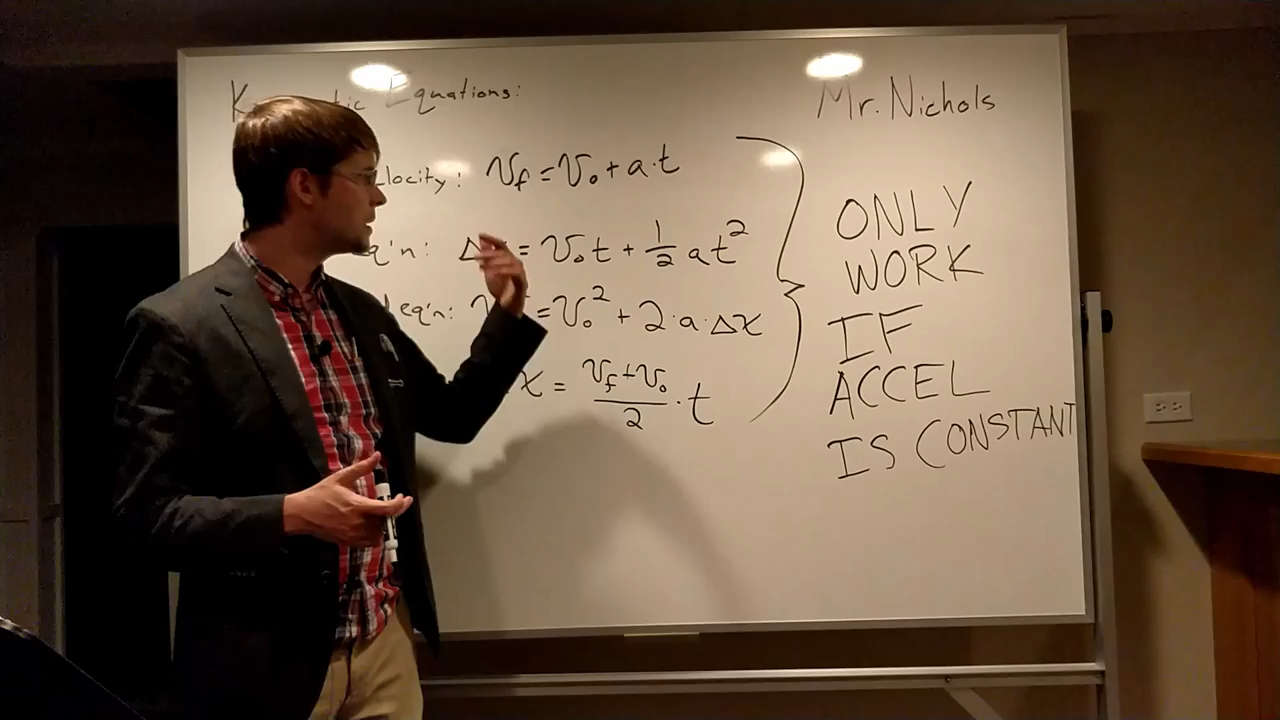 Equations:
Mr. Nichols
locity: v_f = v_0 + a·t
q'n: Δ = v_0 t + 1/2 at²
eq'n: = v_0² + 2·a·Δx
x = (v_f + v_0)/2 · t
ONLY
WORK
IF
ACCEL
IS CONSTANT